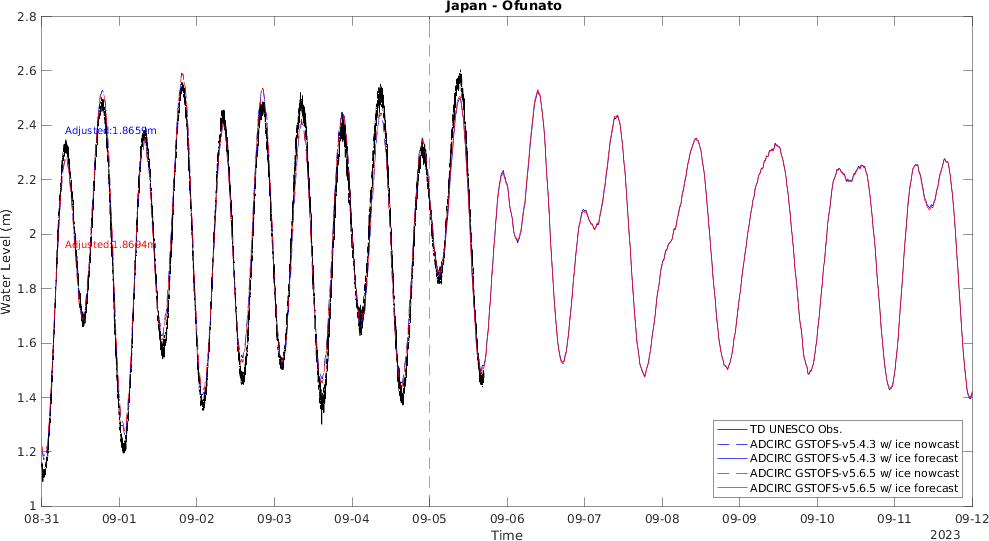 Japan - Ofunato
Water Level (m)
2.8
2.6
2.4
2.2
2
1.8
1.6
1.4
1.2
1
Adjusted:1.8659m
Adjusted:1.8694m
TD UNESCO Obs.
ADCIRC GSTOFS-v5.4.3 w/ ice nowcast
ADCIRC GSTOFS-v5.4.3 w/ ice forecast
ADCIRC GSTOFS-v5.6.5 w/ ice nowcast
ADCIRC GSTOFS-v5.6.5 w/ ice forecast
08-31 09-01 09-02 09-03 09-04 09-05 09-06 09-07 09-08 09-09 09-10 09-11 09-12
Time
2023